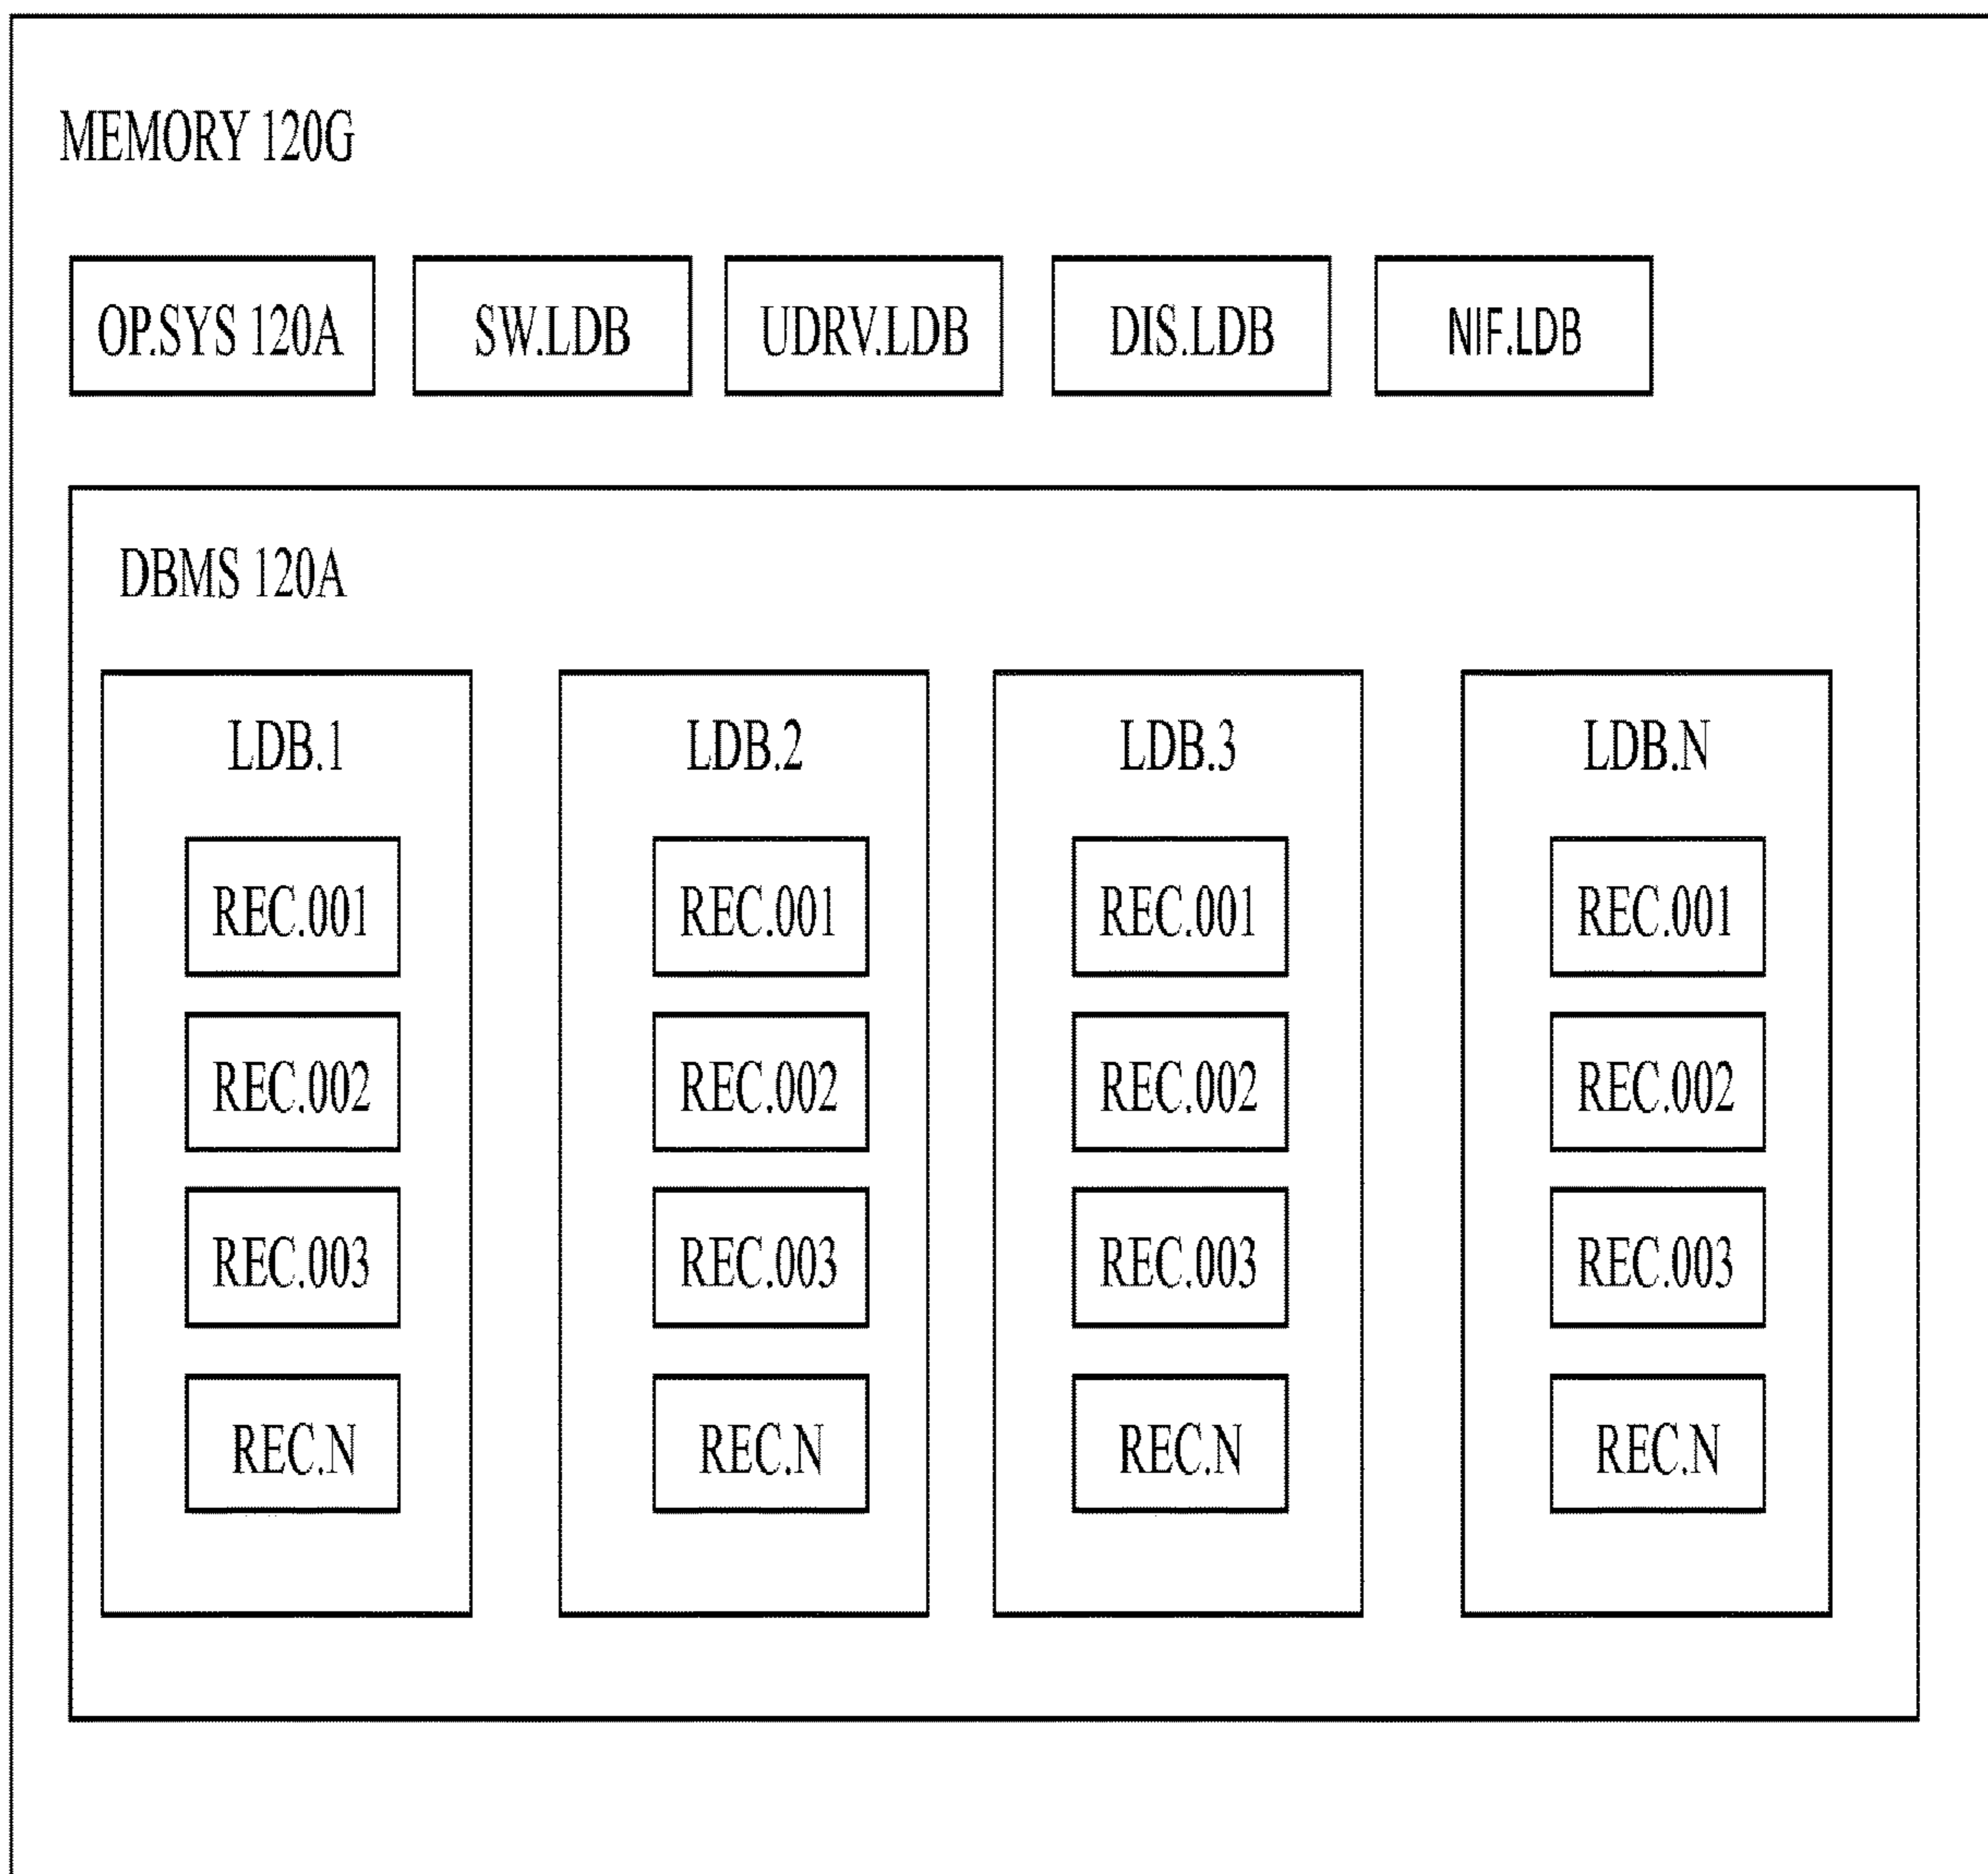 MEMORY 120G
OP.SYS 120A SW.LDB UDRV.LDB DIS.LDB NIF.LDB
DBMS 120A
LDB.1 LDB.2 LDB.3 LDB.N
REC.001 REC.001 REC.001 REC.001
REC.002 REC.002 REC.002 REC.002
REC.003 REC.003 REC.003 REC.003
REC.N REC.N REC.N REC.N